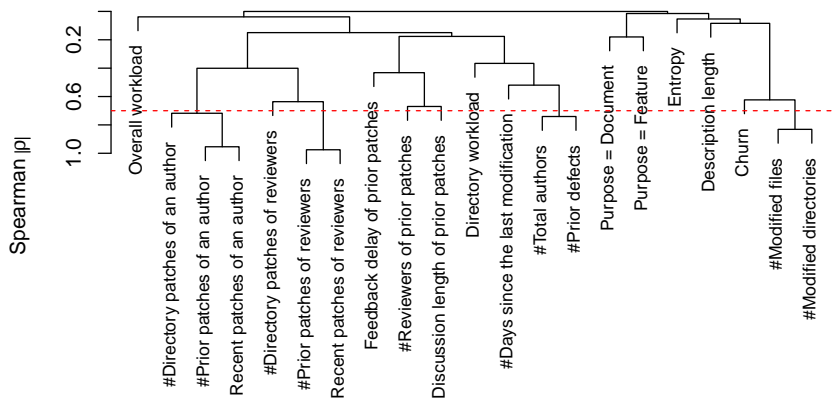 0.2
0.6
1.0
Spearman |ρ|
Overall workload
#Directory patches of an author
#Prior patches of an author
Recent patches of an author
#Directory patches of reviewers
#Prior patches of reviewers
Recent patches of reviewers
Feedback delay of prior patches
#Reviewers of prior patches
Discussion length of prior patches
Directory workload
#Days since the last modification
#Total authors
#Prior defects
Purpose = Document
Purpose = Feature
Entropy
Description length
Churn
#Modified files
#Modified directories